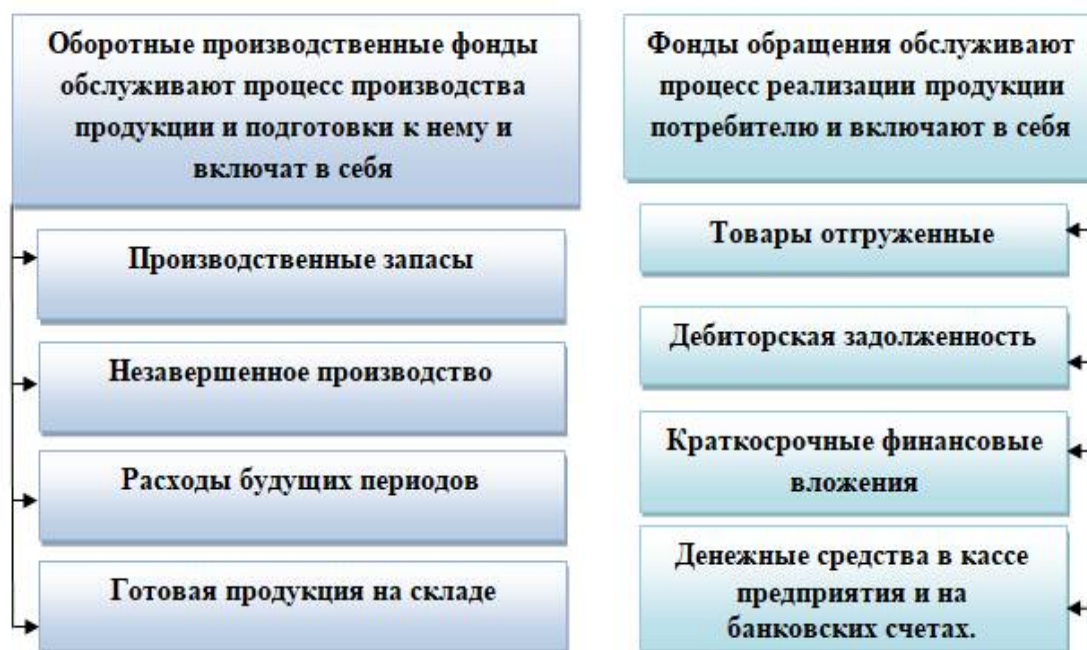 Оборотные производственные фонды
обслуживают процесс производства
продукции и подготовки к нему и
включат в себя
Производственные запасы
Незавершенное производство
Расходы будущих периодов
Готовая продукция на складе
Фонды обращения обслуживают
процесс реализации продукции
потребителю и включают в себя
Товары отгруженные
Дебиторская задолженность
Краткосрочные финансовые
вложения
Денежные средства в кассе
предприятия и на
банковских счетах.